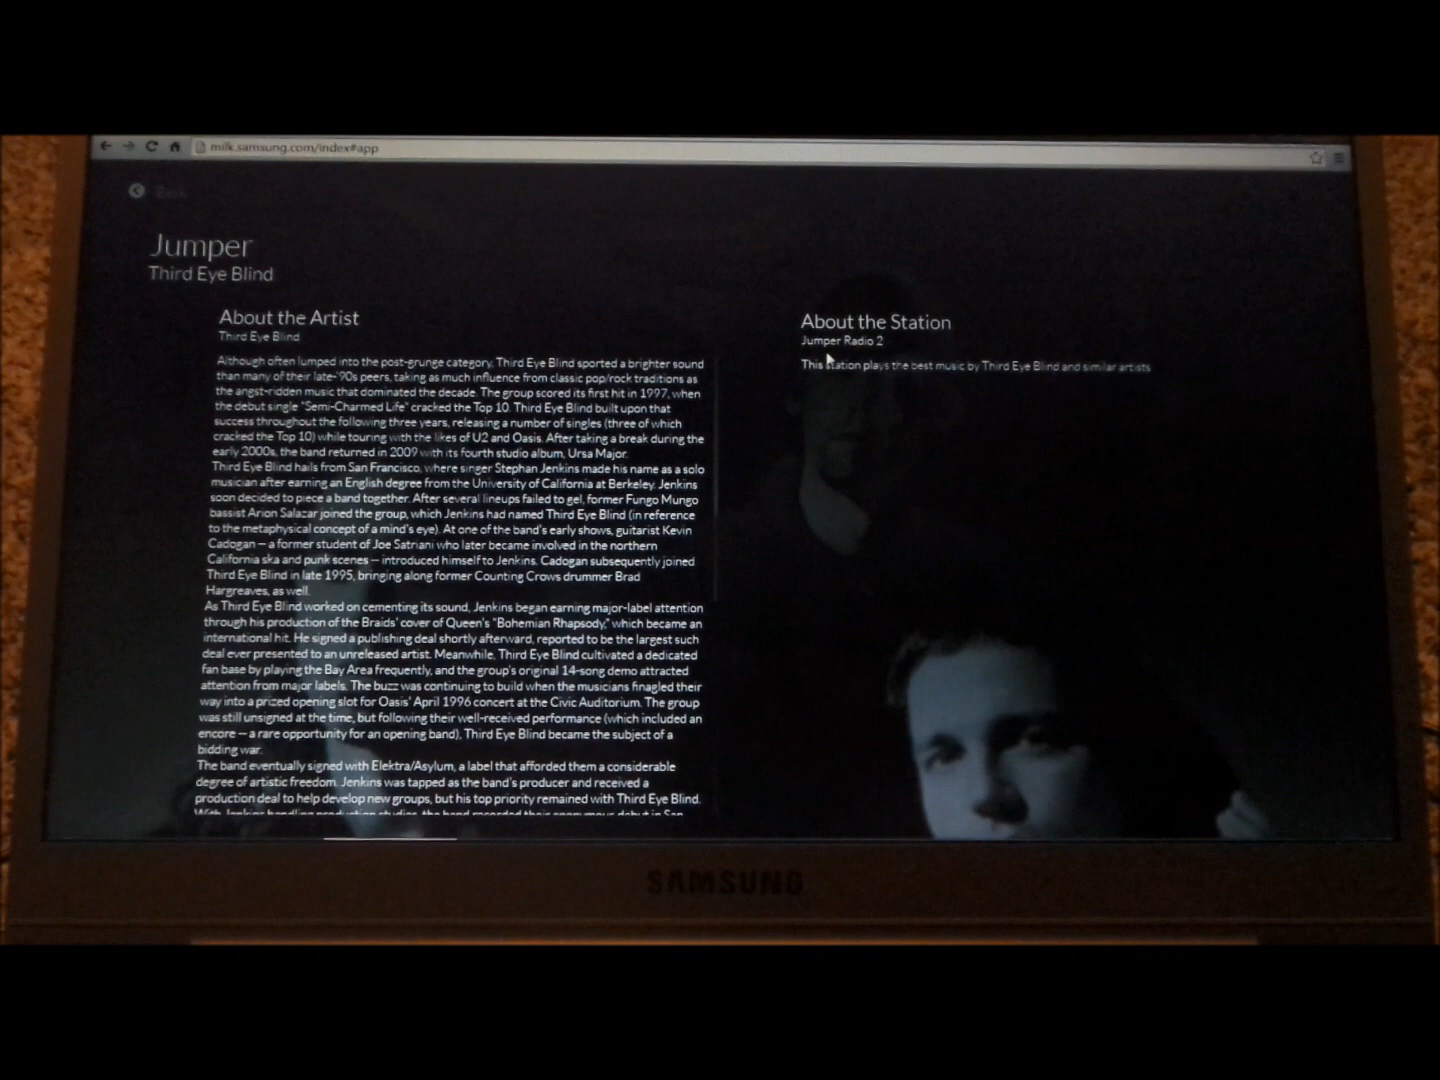 milk.samsung.com/index#app
Back
Jumper
Third Eye Blind
About the Artist
Third Eye Blind
Although often lumped into the post-grunge category, Third Eye Blind sported a brighter sound
than many of their late-'90s peers, taking as much influence from classic pop/rock traditions as
the angst-ridden music that dominated the decade. The group scored its first hit in 1997, when
the debut single "Semi-Charmed Life" cracked the Top 10. Third Eye Blind built upon that
success throughout the following three years, releasing a number of singles (three of which
cracked the Top 10) while touring with the likes of U2 and Oasis. After taking a break during the
early 2000s, the band returned in 2009 with its fourth studio album, Ursa Major.
Third Eye Blind hails from San Francisco, where singer Stephan Jenkins made his name as a solo
musician after earning an English degree from the University of California at Berkeley. Jenkins
soon decided to piece a band together. After several lineups failed to gel, former Fungo Mungo
bassist Arion Salazar joined the group, which Jenkins had named Third Eye Blind (in reference
to the metaphysical concept of a mind's eye). At one of the band's early shows, guitarist Kevin
Cadogan — a former student of Joe Satriani who later became involved in the northern
California ska and punk scenes — introduced himself to Jenkins. Cadogan subsequently joined
Third Eye Blind in late 1995, bringing along former Counting Crows drummer Brad
Hargreaves, as well.
As Third Eye Blind worked on cementing its sound, Jenkins began earning major-label attention
through his production of the Braids' cover of Queen's "Bohemian Rhapsody," which became an
international hit. He signed a publishing deal shortly afterward, reported to be the largest such
deal ever presented to an unreleased artist. Meanwhile, Third Eye Blind cultivated a dedicated
fan base by playing the Bay Area frequently, and the group's original 14-song demo attracted
attention from major labels. The buzz was continuing to build when the musicians finagled their
way into a prized opening slot for Oasis' April 1996 concert at the Civic Auditorium. The group
was still unsigned at the time, but following their well-received performance (which included an
encore — a rare opportunity for an opening band), Third Eye Blind became the subject of a
bidding war.
The band eventually signed with Elektra/Asylum, a label that afforded them a considerable
degree of artistic freedom. Jenkins was tapped as the band's producer and received a
production deal to help develop new groups, but his top priority remained with Third Eye Blind.
With Jenkins handling production studies, the band recorded their eponymous debut in San
About the Station
Jumper Radio 2
This station plays the best music by Third Eye Blind and similar artists
SAMSUNG